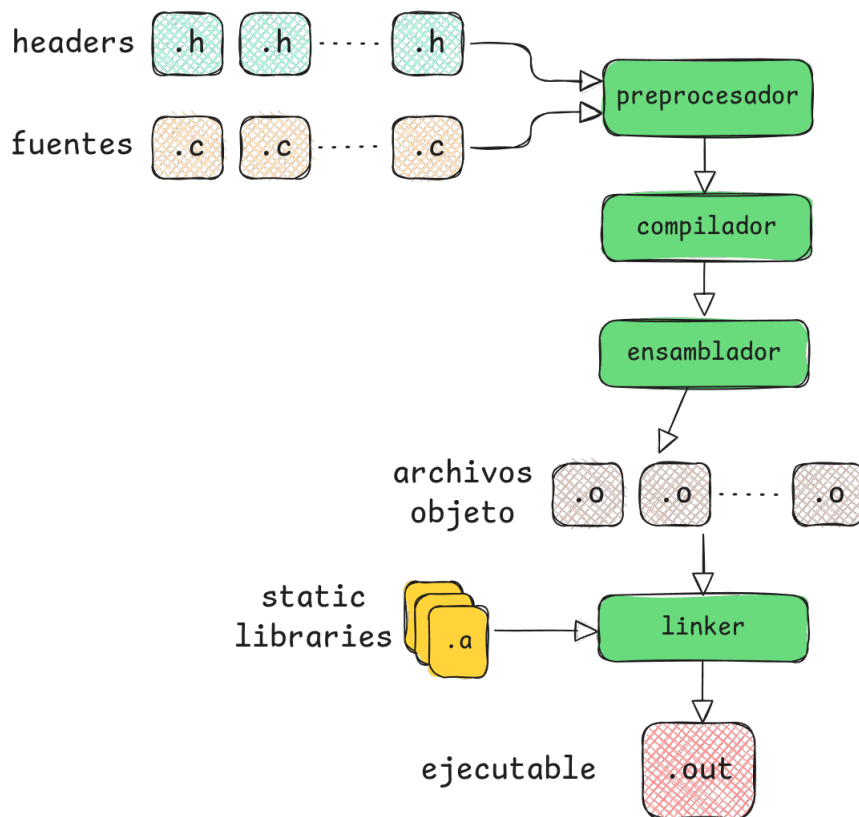 headers .h .h ..... .h
preprocesador
fuentes .c .c ..... .c
compilador
ensamblador
archivos
objeto
.o .o ..... .o
static
libraries
.a
linker
ejecutable .out